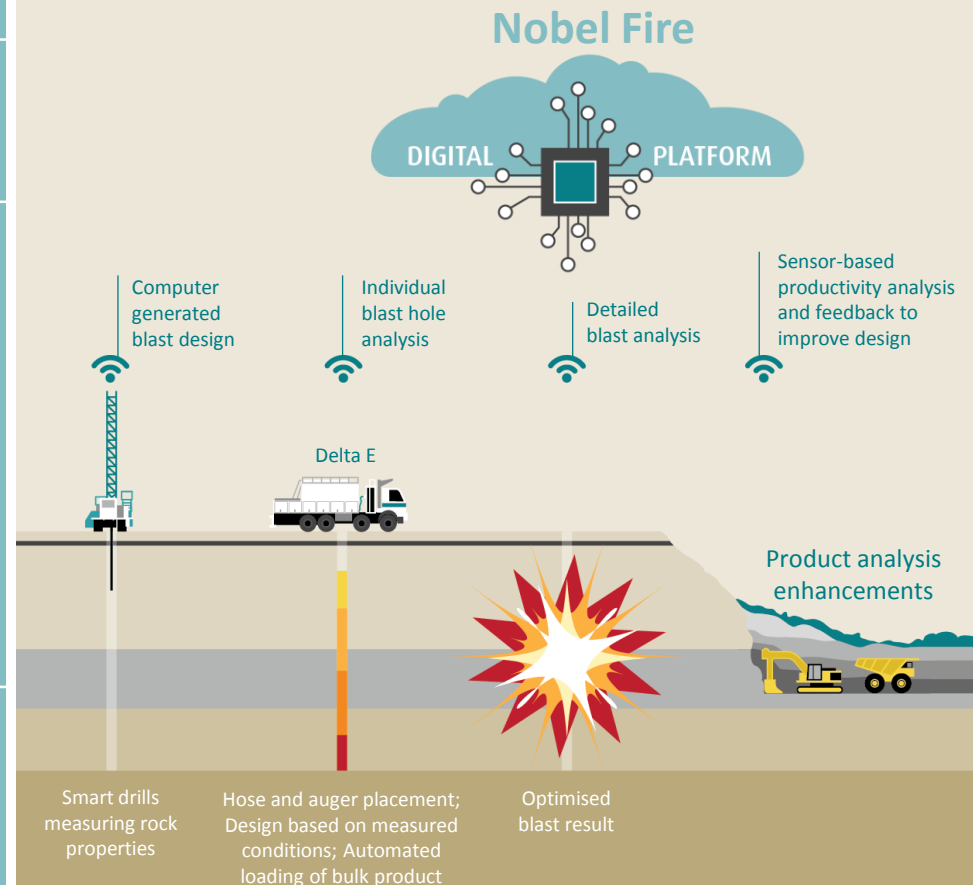 Nobel Fire
DIGITAL PLATFORM
Computer
generated
blast design
Individual
blast hole
analysis
Detailed
blast analysis
Sensor-based
productivity analysis
and feedback to
improve design
Delta E
Product analysis
enhancements
Smart drills
measuring rock
properties
Hose and auger placement;
Design based on measured
conditions; Automated
loading of bulk product
Optimised
blast result